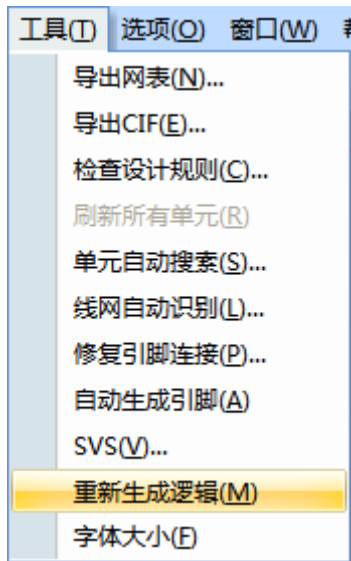 工具(T) 选项(O) 窗口(W)
导出网表(N)...
导出CIF(E)...
检查设计规则(C)...
刷新所有单元(R)
单元自动搜索(S)...
线网自动识别(L)...
修复引脚连接(P)...
自动生成引脚(A)
SVS(V)...
重新生成逻辑(M)
字体大小(F)